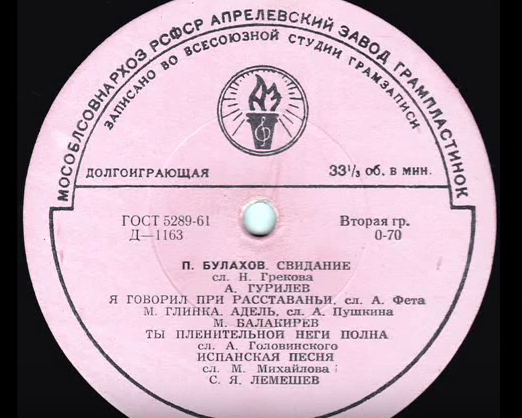 МОСОБЛСОВНАРХОЗ РСФСР АПРЕЛЕВСКИЙ ЗАВОД ГРАМПЛАСТИНОК
ЗАПИСАНО ВО ВСЕСОЮЗНОЙ СТУДИИ ГРАМЗАПИСИ
ДОЛГОИГРАЮЩАЯ 33⅓ об. в мин.
ГОСТ 5289-61 Вторая гр.
Д—1163 0-70
П. БУЛАХОВ. СВИДАНИЕ
сл. Н. Грекова
А. ГУРИЛЕВ
Я ГОВОРИЛ ПРИ РАССТАВАНЬИ, сл. А. Фета
М. ГЛИНКА. АДЕЛЬ, сл. А. Пушкина
М. БАЛАКИРЕВ
ТЫ ПЛЕНИТЕЛЬНОЙ НЕГИ ПОЛНА
сл. А. Головинского
ИСПАНСКАЯ ПЕСНЯ
сл. М. Михайлова
С. Я. ЛЕМЕШЕВ